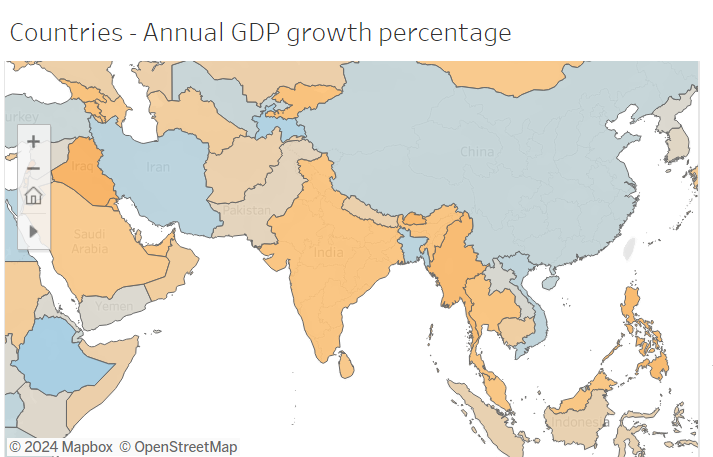 Countries - Annual GDP growth percentage
urkey
China
Iraq
Iran
Pakistan
Saudi
Arabia
India
Yemen
Indonesia
© 2024 Mapbox © OpenStreetMap